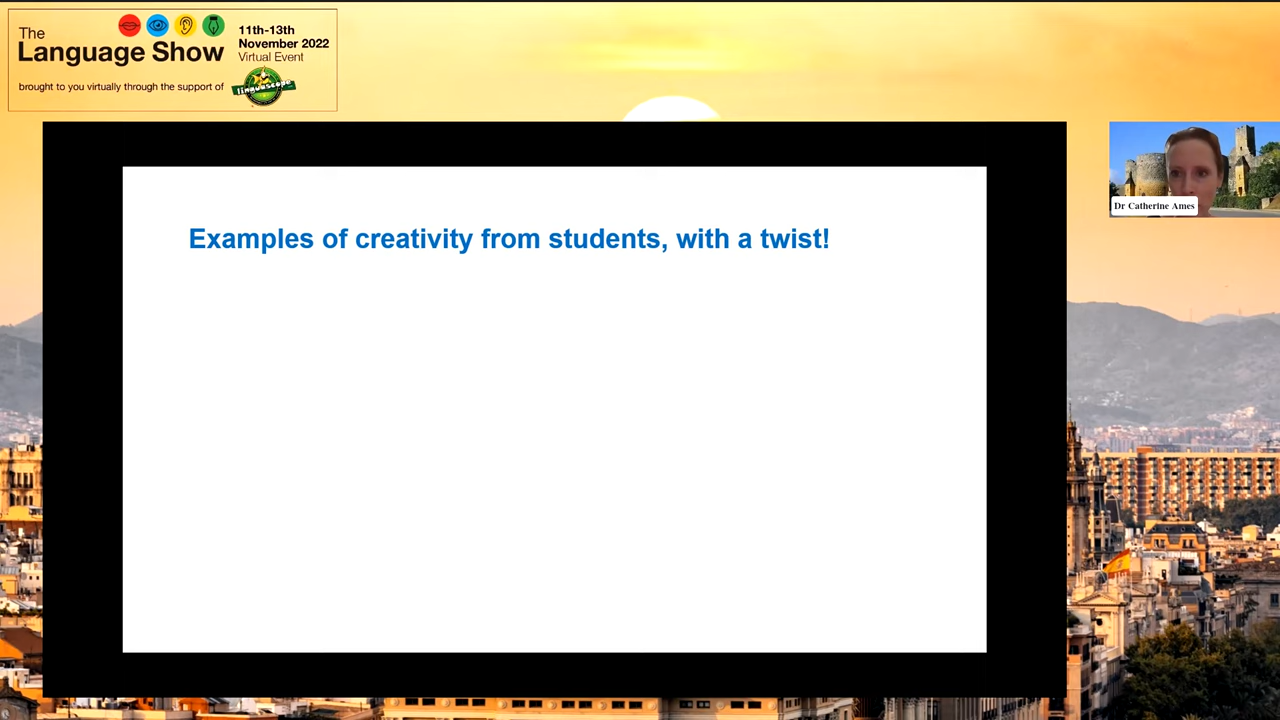 The
Language Show
11th-13th
November 2022
Virtual Event
brought to you virtually through the support of
linguascope
Examples of creativity from students, with a twist!
Dr Catherine Ames